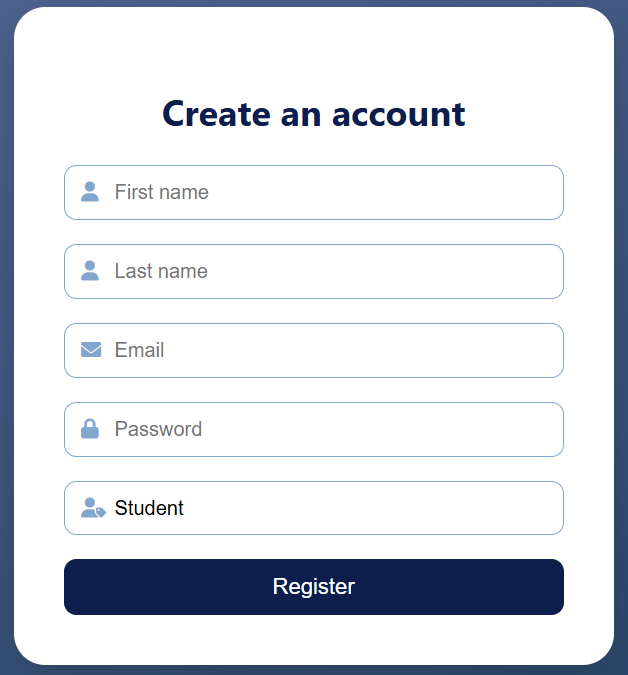 Create an account
First name
Last name
Email
Password
Student
Register